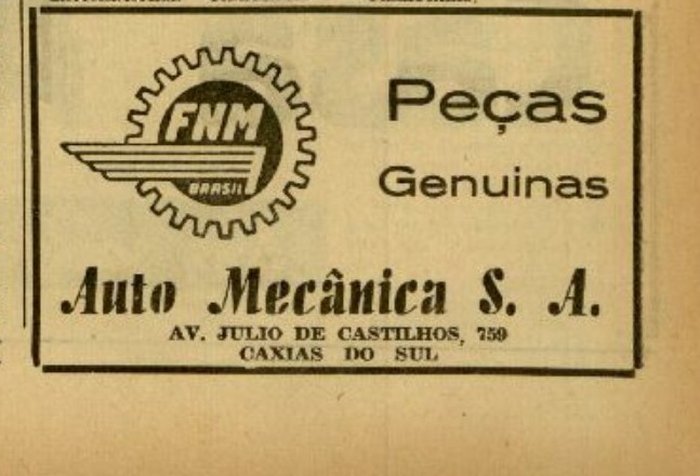 FNM
BRASIL
Peças
Genuinas
Auto Mecânica S. A.
AV. JULIO DE CASTILHOS, 759
CAXIAS DO SUL